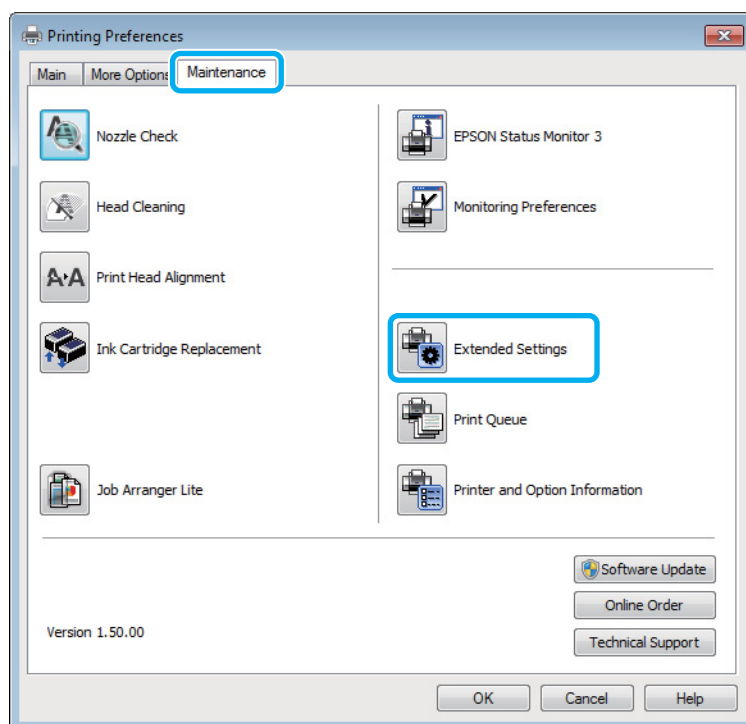 Printing Preferences
Main More Options Maintenance
Nozzle Check
Head Cleaning
Print Head Alignment
Ink Cartridge Replacement
Job Arranger Lite
EPSON Status Monitor 3
Monitoring Preferences
Extended Settings
Print Queue
Printer and Option Information
Software Update
Online Order
Version 1.50.00
Technical Support
OK Cancel Help